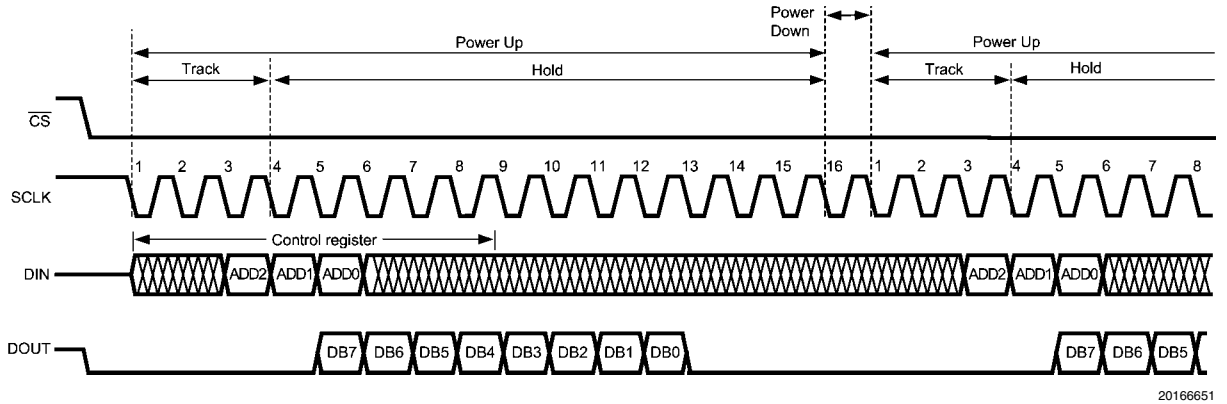 Power Down
Power Up Power Up
Track Hold Track Hold
CS
1 2 3 4 5 6 7 8 9 10 11 12 13 14 15 16 1 2 3 4 5 6 7 8
SCLK
Control register
DIN ADD2 ADD1 ADD0 ADD2 ADD1 ADD0
DOUT DB7 DB6 DB5 DB4 DB3 DB2 DB1 DB0 DB7 DB6 DB5
20166651